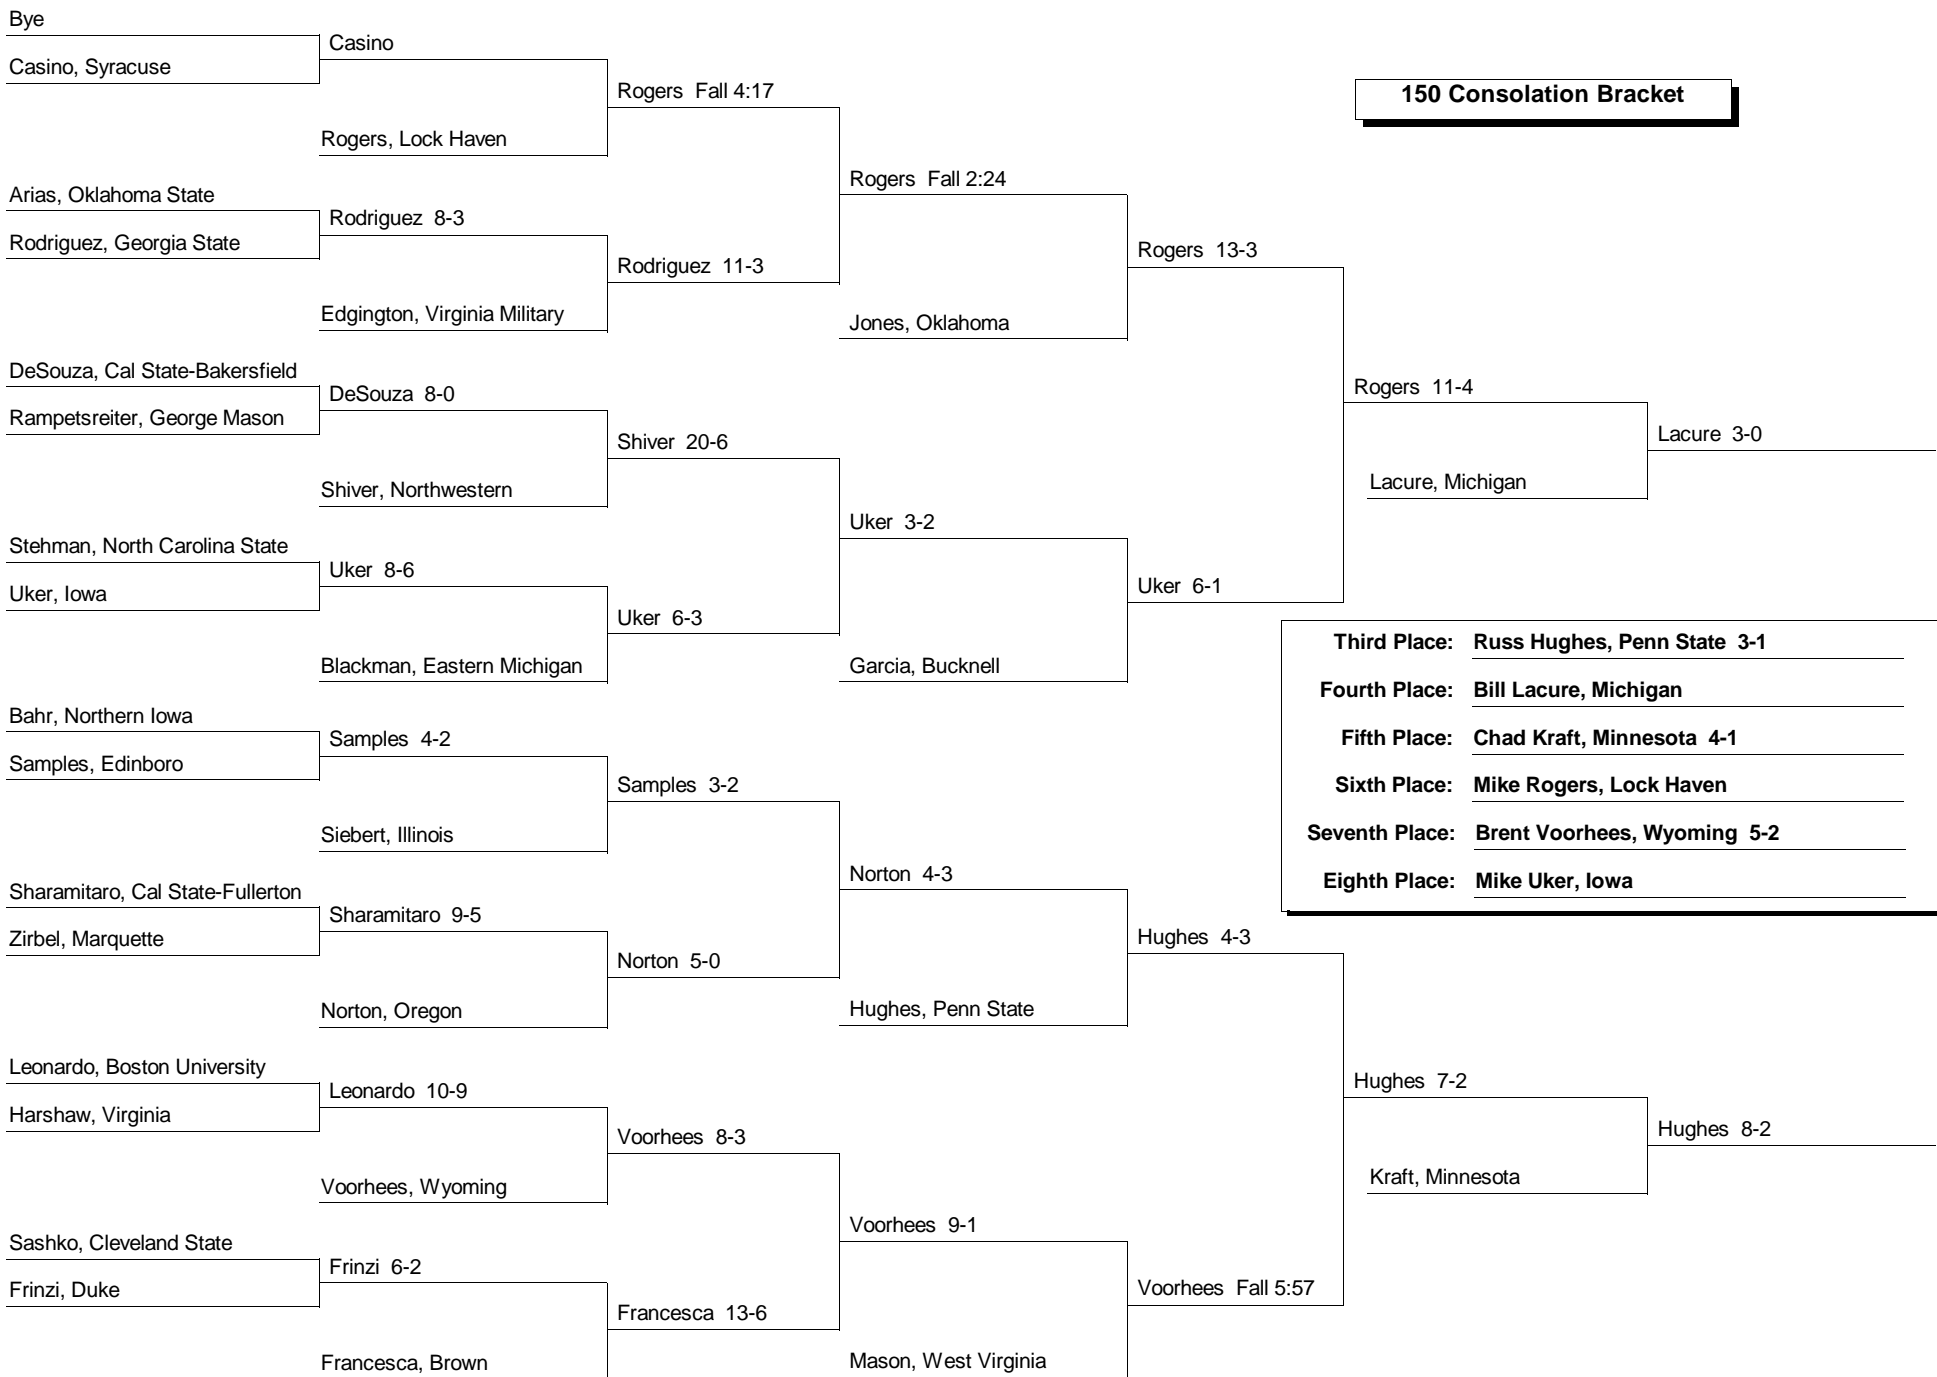 Bye
Casino, Syracuse
Casino
Rogers, Lock Haven
Rogers Fall 4:17
Arias, Oklahoma State
Rodriguez, Georgia State
Rodriguez 8-3
Edgington, Virginia Military
Rodriguez 11-3
Rogers Fall 2:24
Jones, Oklahoma
Rogers 13-3
DeSouza, Cal State-Bakersfield
Rampetsreiter, George Mason
DeSouza 8-0
Shiver, Northwestern
Shiver 20-6
Stehman, North Carolina State
Uker, Iowa
Uker 8-6
Blackman, Eastern Michigan
Uker 6-3
Uker 3-2
Garcia, Bucknell
Uker 6-1
Rogers 11-4
Lacure, Michigan
Lacure 3-0
Bahr, Northern Iowa
Samples, Edinboro
Samples 4-2
Siebert, Illinois
Samples 3-2
Sharamitaro, Cal State-Fullerton
Zirbel, Marquette
Sharamitaro 9-5
Norton, Oregon
Norton 5-0
Norton 4-3
Hughes, Penn State
Hughes 4-3
Leonardo, Boston University
Harshaw, Virginia
Leonardo 10-9
Voorhees, Wyoming
Voorhees 8-3
Sashko, Cleveland State
Frinzi, Duke
Frinzi 6-2
Francesca, Brown
Francesca 13-6
Voorhees 9-1
Mason, West Virginia
Voorhees Fall 5:57
Hughes 7-2
Kraft, Minnesota
Hughes 8-2
150 Consolation Bracket
Third Place: Russ Hughes, Penn State 3-1
Fourth Place: Bill Lacure, Michigan
Fifth Place: Chad Kraft, Minnesota 4-1
Sixth Place: Mike Rogers, Lock Haven
Seventh Place: Brent Voorhees, Wyoming 5-2
Eighth Place: Mike Uker, Iowa